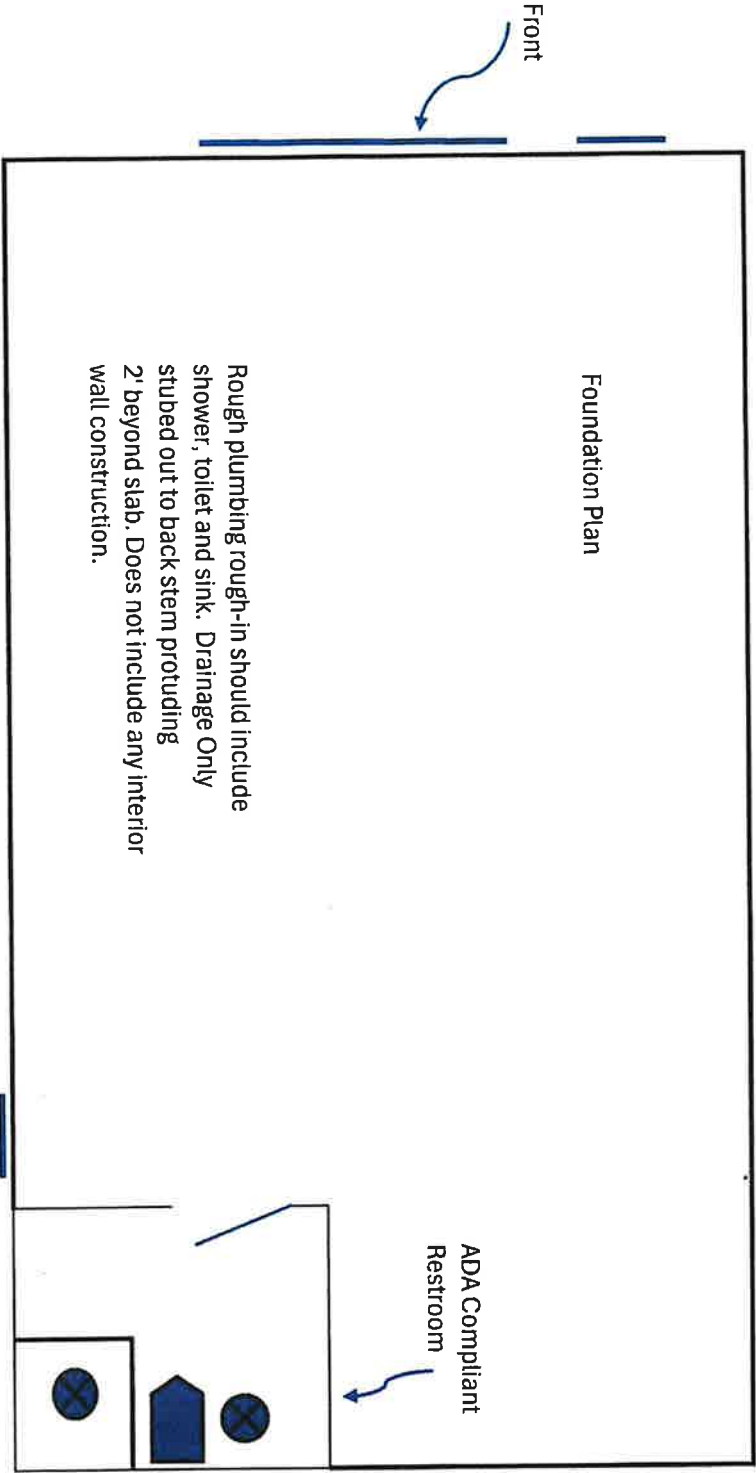 Front
Foundation Plan
Rough plumbing rough-in should include
shower, toilet and sink. Drainage Only
stubed out to back stem protuding
2' beyond slab. Does not include any interior
wall construction.
ADA Compliant
Restroom